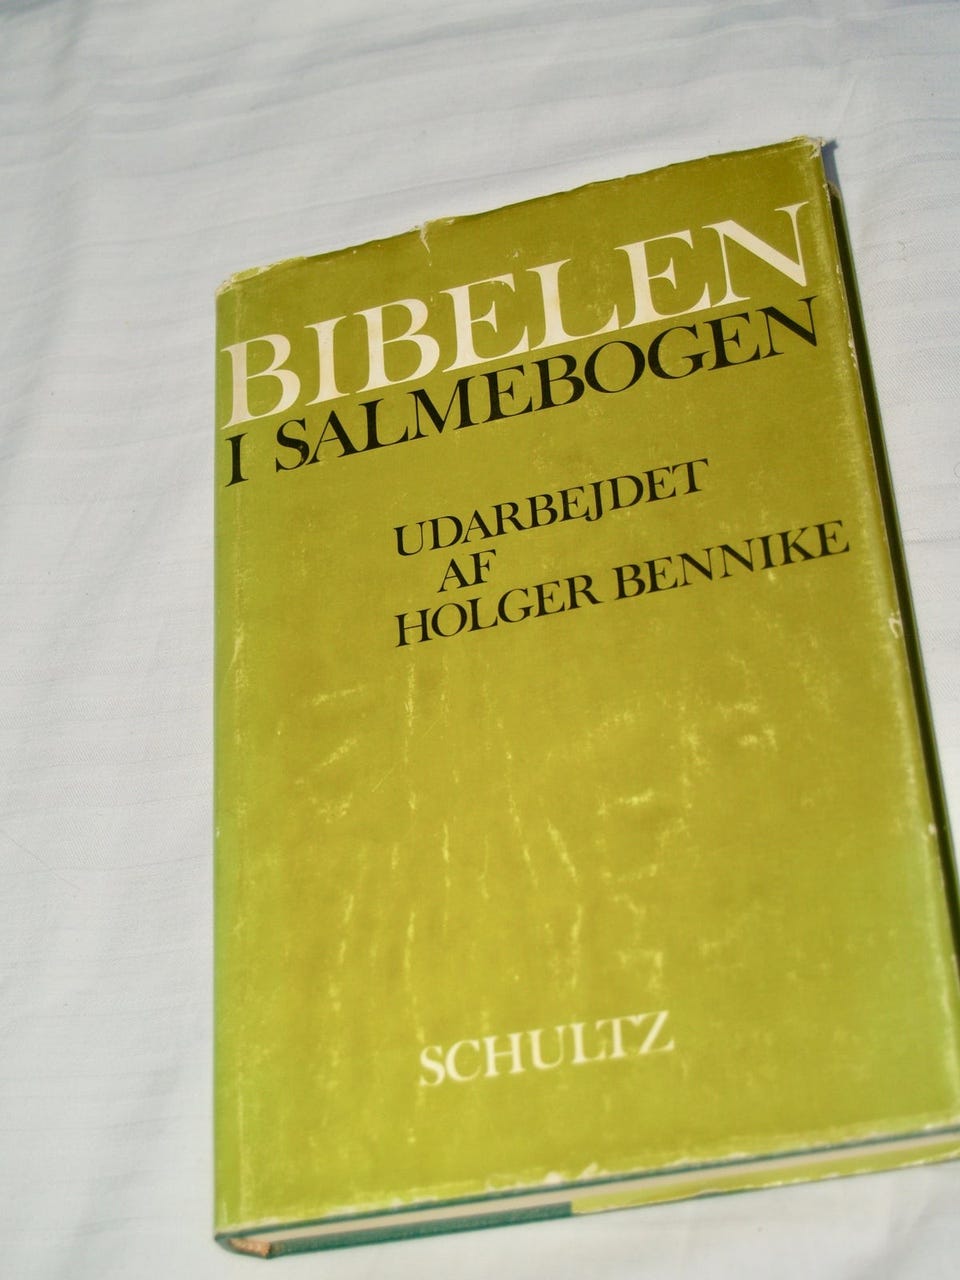 BIBELEN
I SALMEBOGEN
UDARBEJDET
AF
HOLGER BENNIKE
SCHULTZ